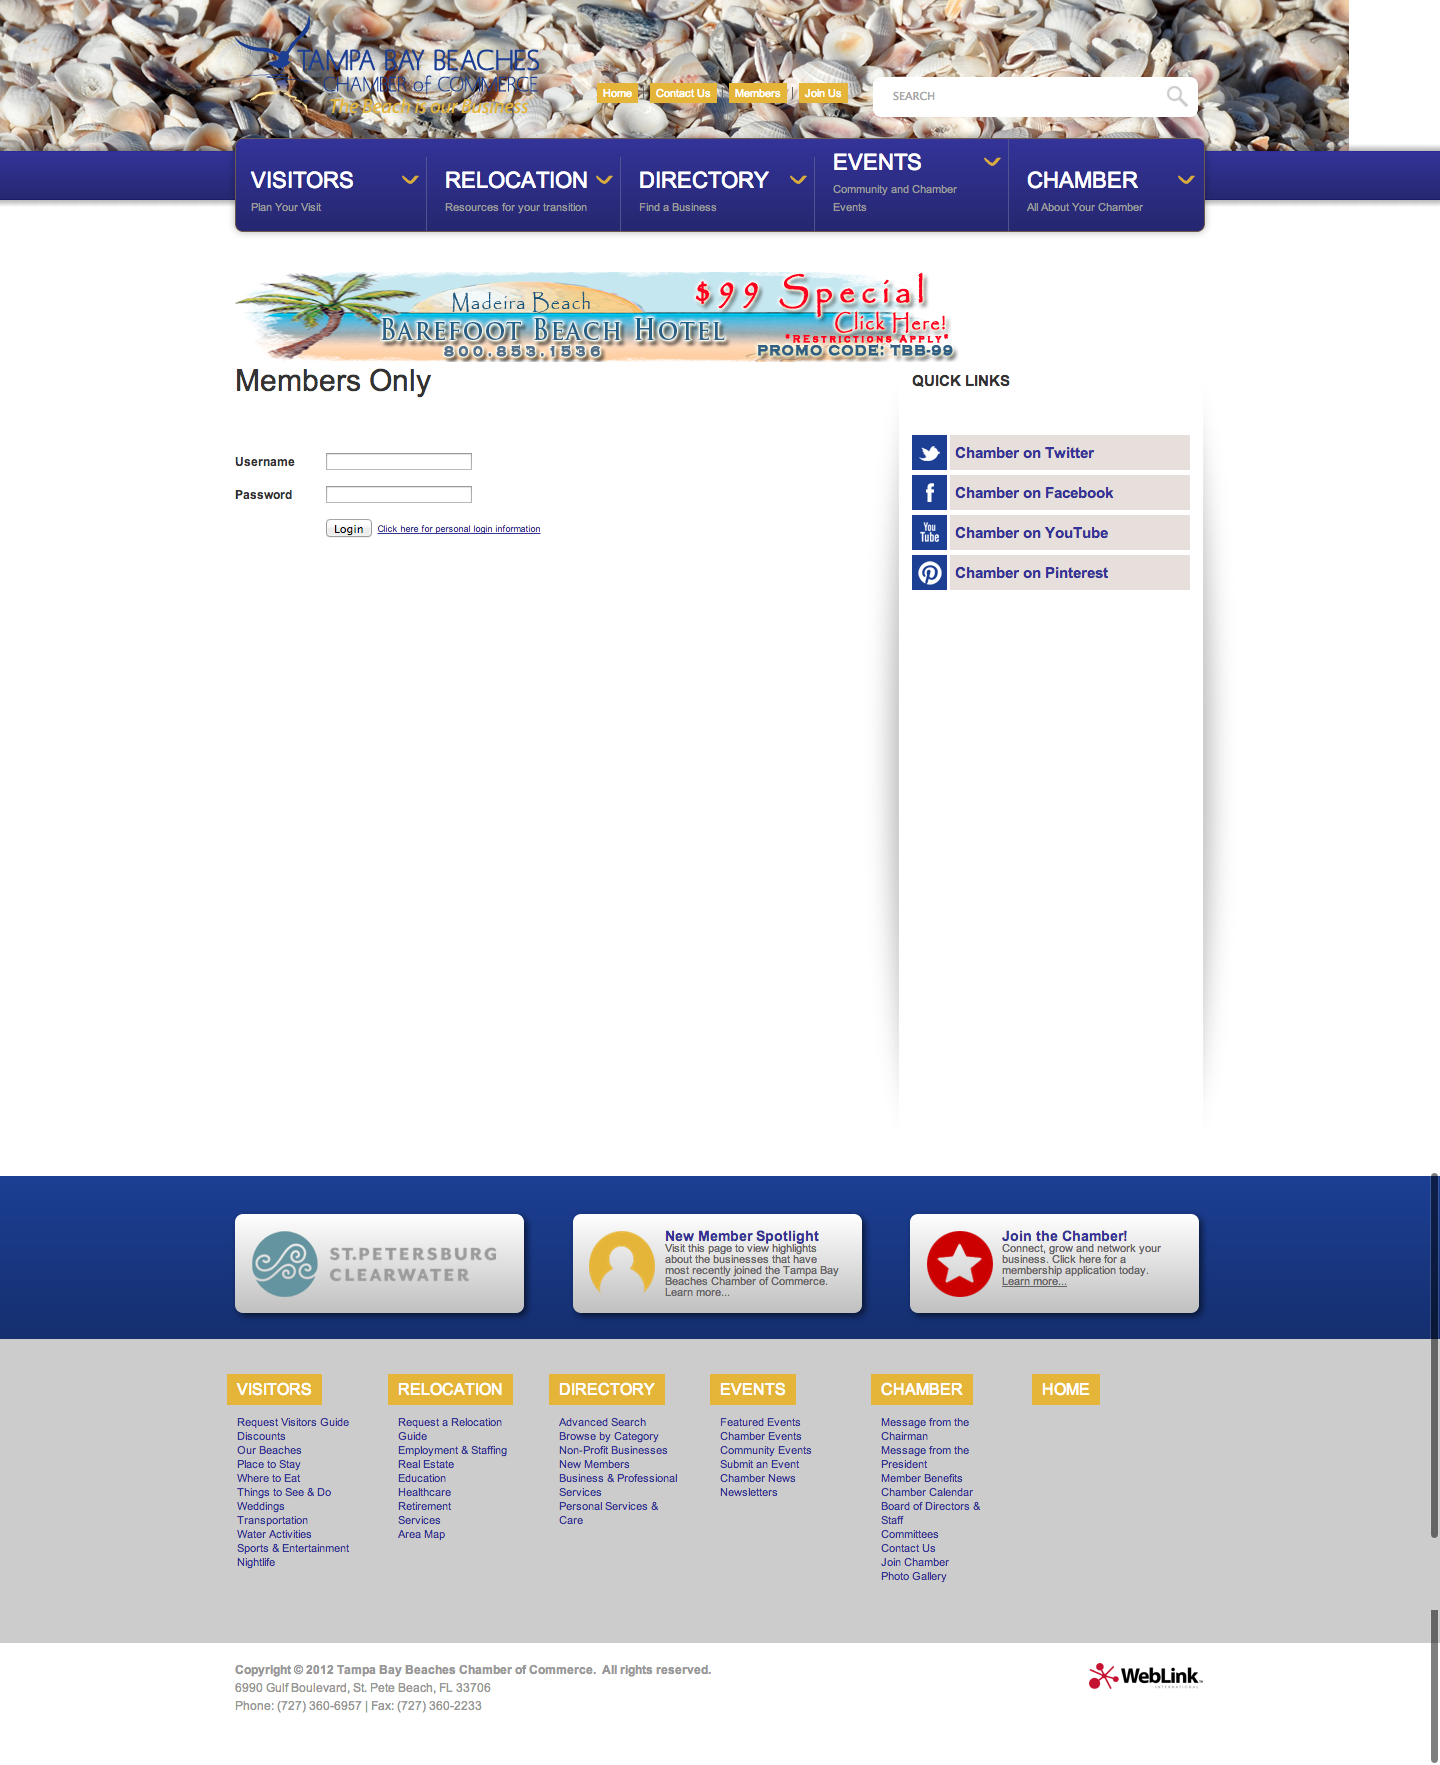 TAMPA BAY BEACHES
CHAMBER of COMMERCE
The Beach is our Business
Home | Contact Us Members | Join Us
SEARCH
VISITORS
Plan Your Visit
RELOCATION
Resources for your transition
DIRECTORY
Find a Business
EVENTS
Community and Chamber
Events
CHAMBER
All About Your Chamber
Madeira Beach
BAREFOOT BEACH HOTEL
800.853.1536
$99 Special
Click Here!
*RESTRICTIONS APPLY*
PROMO CODE: TBB-99
Members Only
Username
Password
Login Click here for personal login information
QUICK LINKS
Chamber on Twitter
Chamber on Facebook
You
Tube
Chamber on YouTube
Chamber on Pinterest
ST.PETERSBURG
CLEARWATER
New Member Spotlight
Visit this page to view highlights
about the businesses that have
most recently joined the Tampa Bay
Beaches Chamber of Commerce.
Learn more...
Join the Chamber!
Connect, grow and network your
business. Click here for a
membership application today.
Learn more...
VISITORS
Request Visitors Guide
Discounts
Our Beaches
Place to Stay
Where to Eat
Things to See & Do
Weddings
Transportation
Water Activities
Sports & Entertainment
Nightlife
RELOCATION
Request a Relocation
Guide
Employment & Staffing
Real Estate
Education
Healthcare
Retirement
Services
Area Map
DIRECTORY
Advanced Search
Browse by Category
Non-Profit Businesses
New Members
Business & Professional
Services
Personal Services &
Care
EVENTS
Featured Events
Chamber Events
Community Events
Submit an Event
Chamber News
Newsletters
CHAMBER
Message from the
Chairman
Message from the
President
Member Benefits
Chamber Calendar
Board of Directors &
Staff
Committees
Contact Us
Join Chamber
Photo Gallery
HOME
Copyright © 2012 Tampa Bay Beaches Chamber of Commerce. All rights reserved.
6990 Gulf Boulevard, St. Pete Beach, FL 33706
Phone: (727) 360-6957 | Fax: (727) 360-2233
WebLink
INTERNATIONAL